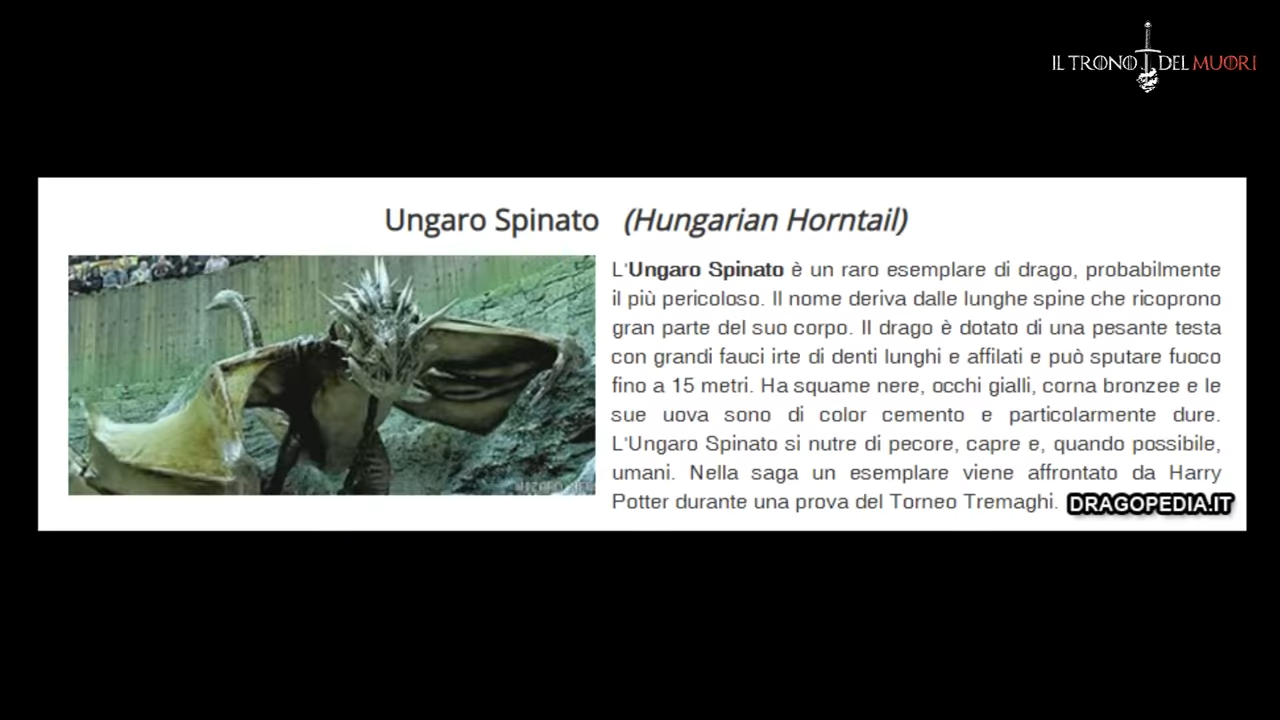 IL TRONO DEL MUORI
Ungaro Spinato (Hungarian Horntail)
L'Ungaro Spinato è un raro esemplare di drago, probabilmente
il più pericoloso. Il nome deriva dalle lunghe spine che ricoprono
gran parte del suo corpo. Il drago è dotato di una pesante testa
con grandi fauci irte di denti lunghi e affilati e può sputare fuoco
fino a 15 metri. Ha squame nere, occhi gialli, corna bronzee e le
sue uova sono di color cemento e particolarmente dure.
L'Ungaro Spinato si nutre di pecore, capre e, quando possibile,
umani. Nella saga un esemplare viene affrontato da Harry
Potter durante una prova del Torneo Tremaghi.
DRAGOPEDIA.IT